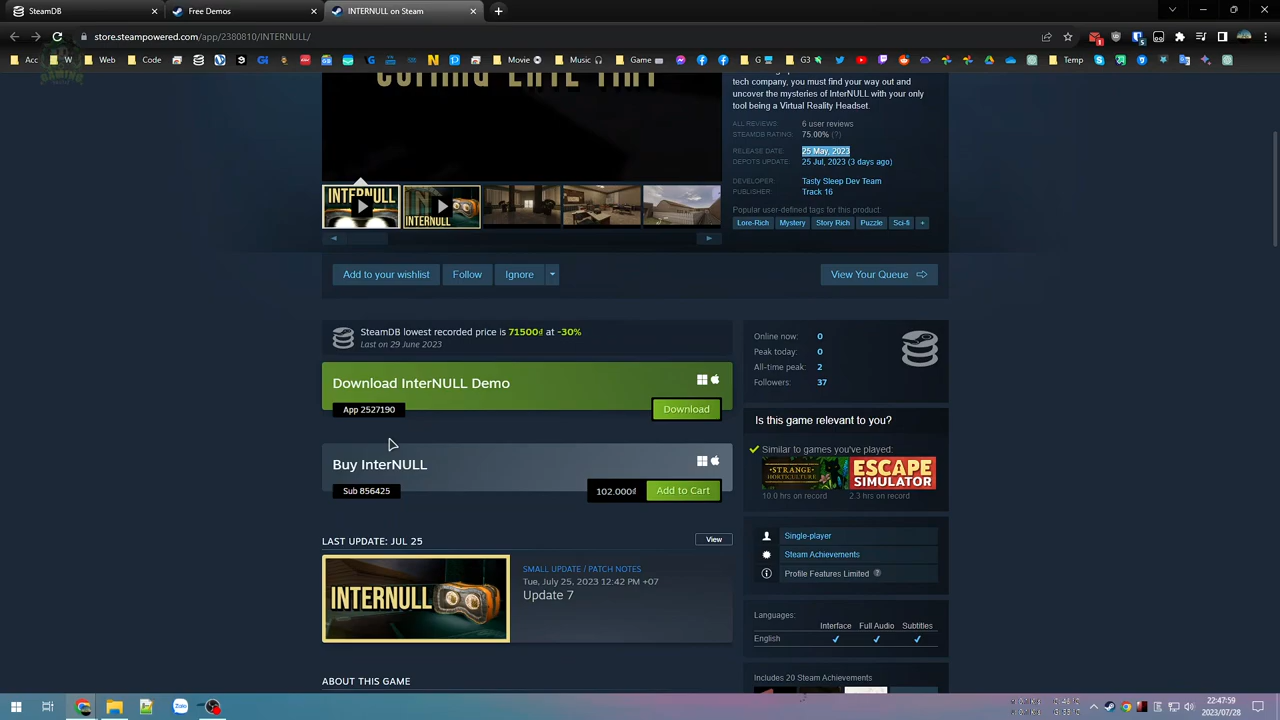 SteamDB
Free Demos
INTERNULL on Steam
store.steampowered.com/app/2380810/INTERNULL/
Web
Movie
Music
Game
G3
Temp
GAMING
tech company, you must find your way out and
uncover the mysteries of InterNULL with your only
tool being a Virtual Reality Headset.
ALL REVIEWS: 6 user reviews
STEAMDB RATING: 75.00% (?)
RELEASE DATE: 25 May, 2023
DEPOTS UPDATE: 25 Jul, 2023 (3 days ago)
DEVELOPER: Tasty Sleep Dev Team
PUBLISHER: Track 16
Popular user-defined tags for this product:
Lore-Rich Mystery Story Rich Puzzle Sci-fi +
INTERNULL
INTERNULL
Add to your wishlist Follow Ignore
View Your Queue
SteamDB lowest recorded price is 71500₫ at -30%
Last on 29 June 2023
Download InterNULL Demo
App 2527190
Download
Buy InterNULL
Sub 856425
102.000₫ Add to Cart
Online now: 0
Peak today: 0
All-time peak: 2
Followers: 37
Is this game relevant to you?
Similar to games you've played:
STRANGE HORTICULTURE
ESCAPE SIMULATOR
10.0 hrs on record 2.3 hrs on record
LAST UPDATE: JUL 25
View
INTERNULL
SMALL UPDATE / PATCH NOTES
Tue, July 25, 2023 12:42 PM +07
Update 7
Single-player
Steam Achievements
Profile Features Limited
Languages:
Interface Full Audio Subtitles
English ✔ ✔ ✔
Includes 20 Steam Achievements
ABOUT THIS GAME
Zalo
22:47:59
2023/07/28